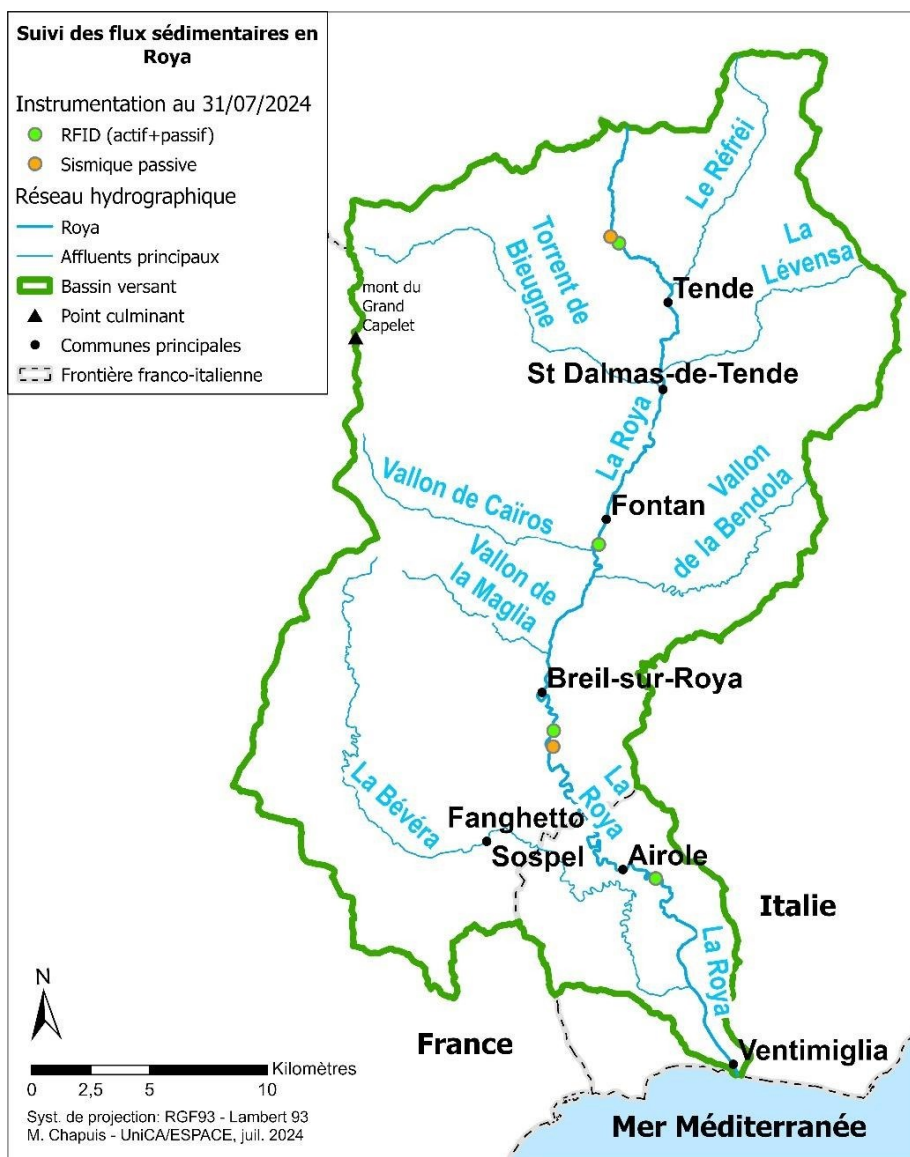 Suivi des flux sédimentaires en
Roya
Instrumentation au 31/07/2024
RFID (actif+passif)
Sismique passive
Réseau hydrographique
Roya
Affluents principaux
Bassin versant
Point culminant
Communes principales
Frontière franco-italienne
Le Réfréi
Torrent de
Bieugne
La
Lévensa
mont du
Grand
Capelet
Tende
St Dalmas-de-Tende
La Roya
Vallon de Caïros
Fontan
Vallon
de la Bendola
Vallon de
la Maglia
Breil-sur-Roya
La Bévéra
La
Roya
Fanghetto
Sospel
Airole
Italie
La Roya
France
Ventimiglia
Mer Méditerranée
N
Kilomètres
0 2,5 5 10
Syst. de projection: RGF93 - Lambert 93
M. Chapuis - UniCA/ESPACE, juil. 2024